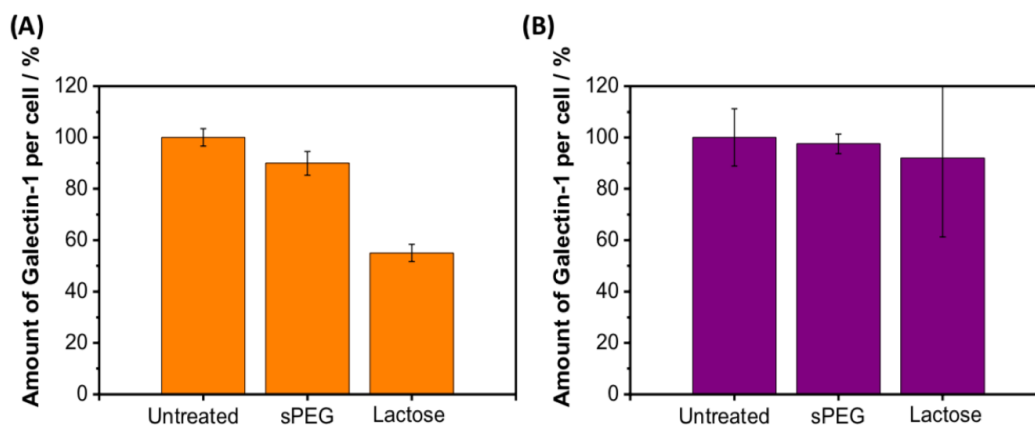 (A)
Amount of Galectin-1 per cell / %
120
100
80
60
40
20
0
Untreated sPEG Lactose
(B)
Amount of Galectin-1 per cell / %
120
100
80
60
40
20
0
Untreated sPEG Lactose